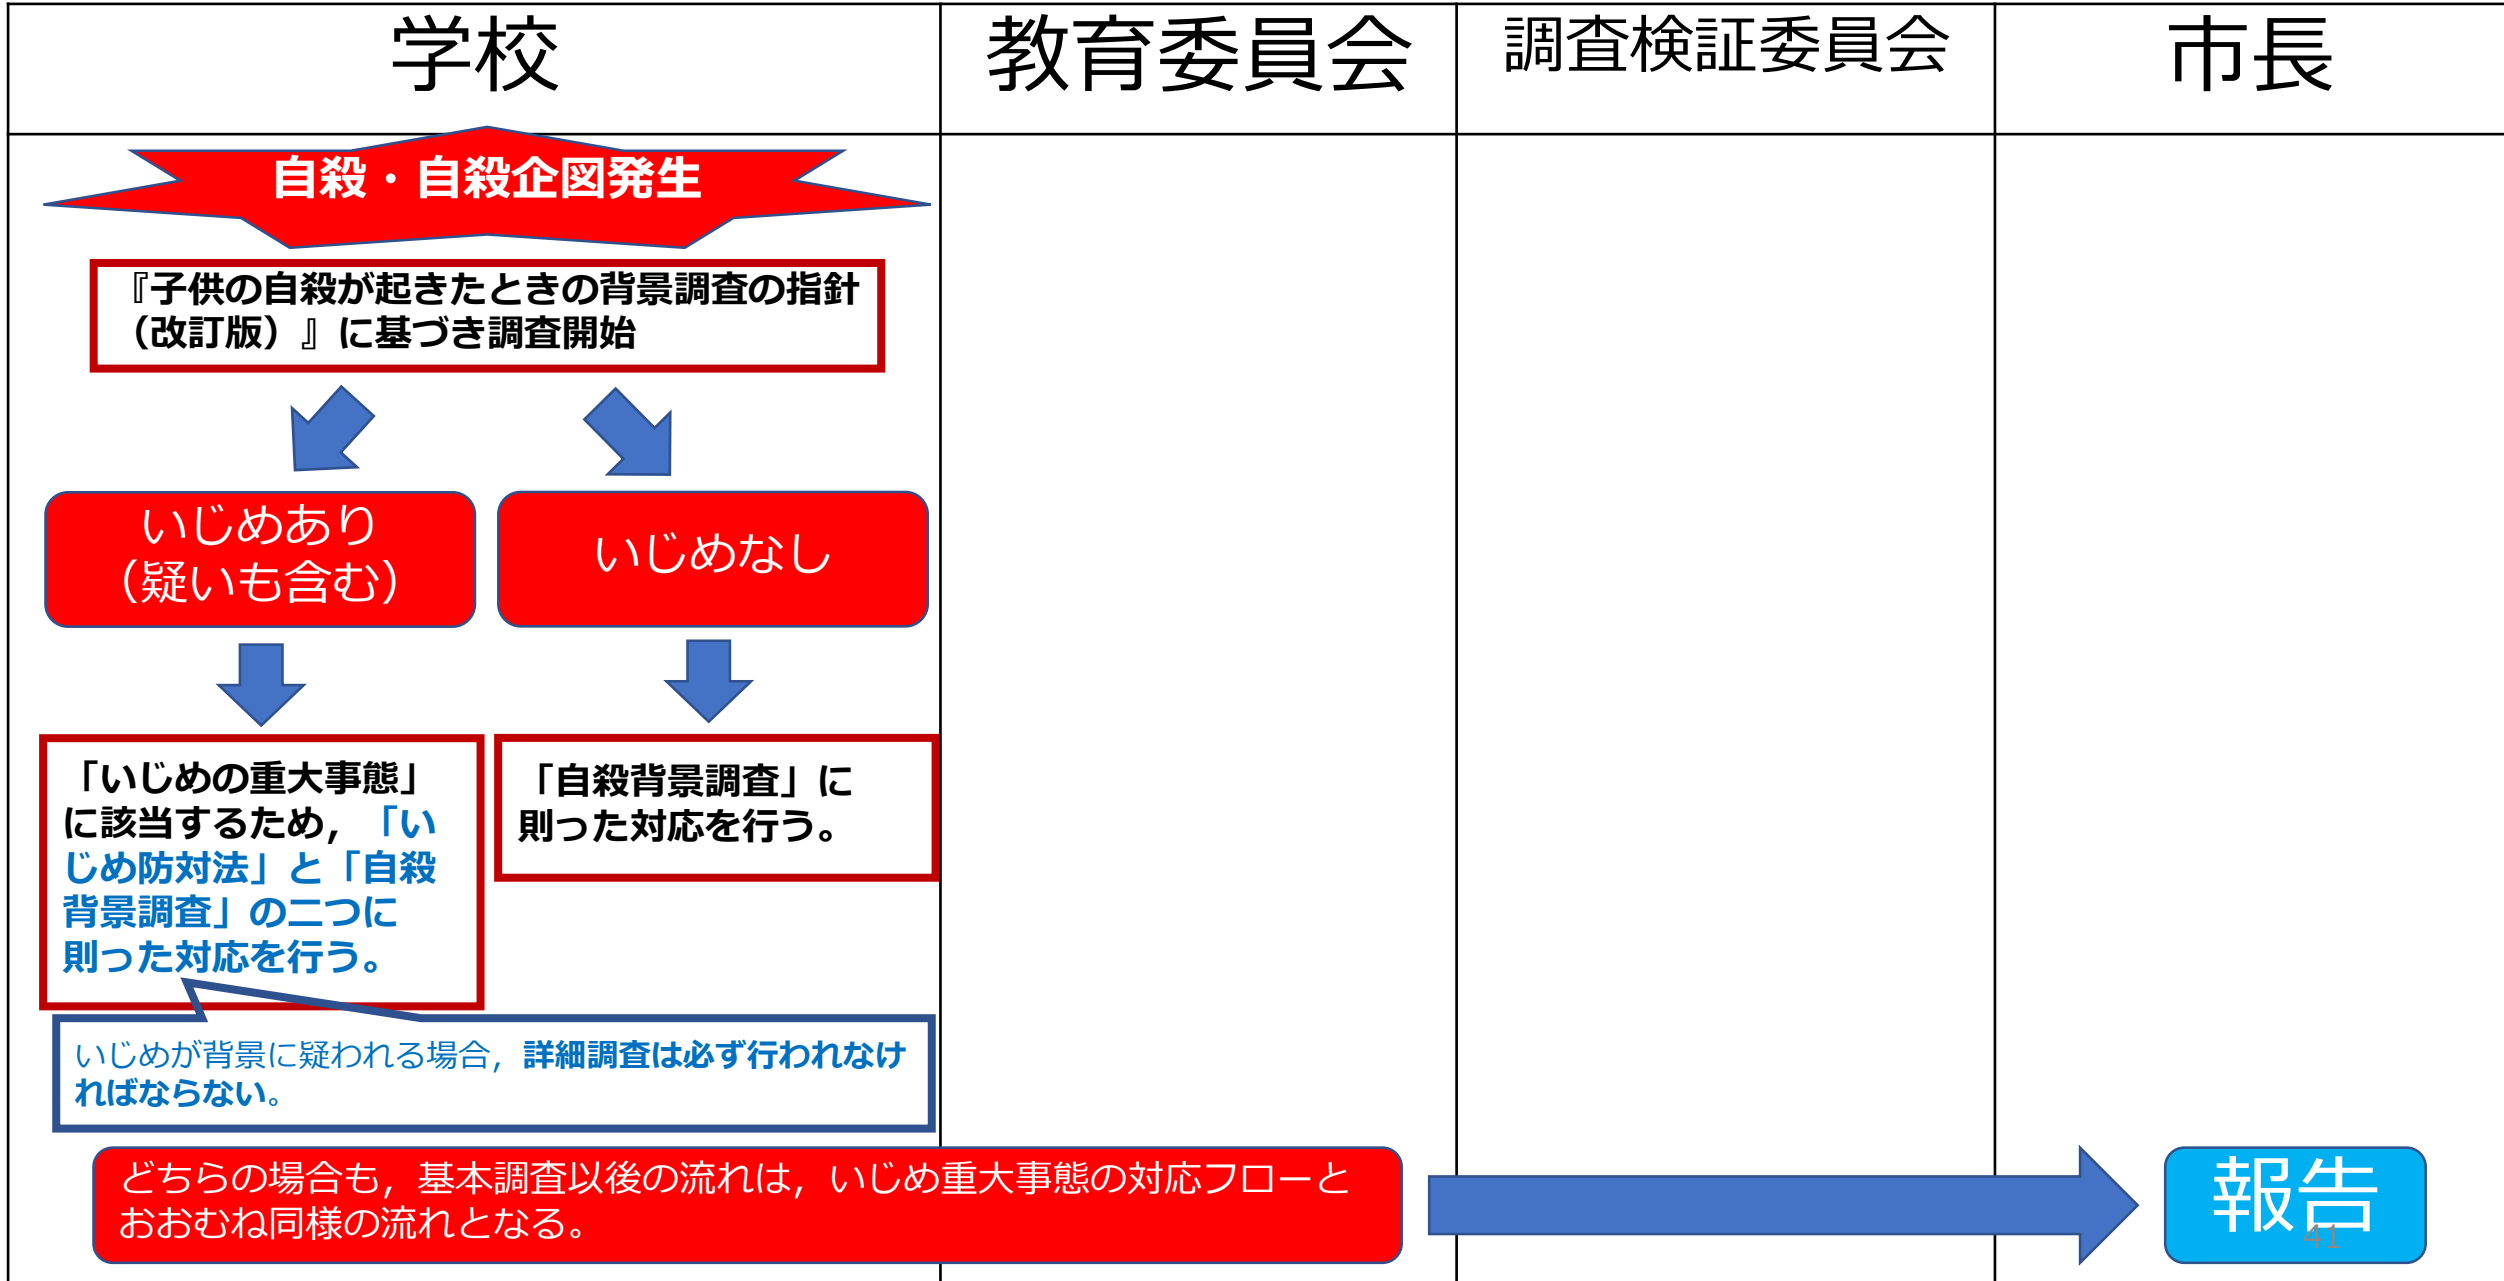 学校
教育委員会
調査検証委員会
市長
自殺・自殺企図発生
『子供の自殺が起きたときの背景調査の指針
（改訂版）』に基づき調査開始
いじめあり
（疑いも含む）
いじめなし
「いじめの重大事態」
に該当するため，「い
じめ防対法」と「自殺
背景調査」の二つに
則った対応を行う。
「自殺背景調査」に
則った対応を行う。
いじめが背景に疑われる場合，詳細調査は必ず行われなけ
ればならない。
どちらの場合も，基本調査以後の流れは，いじめ重大事態の対応フローと
おおむね同様の流れとなる。
報告
41